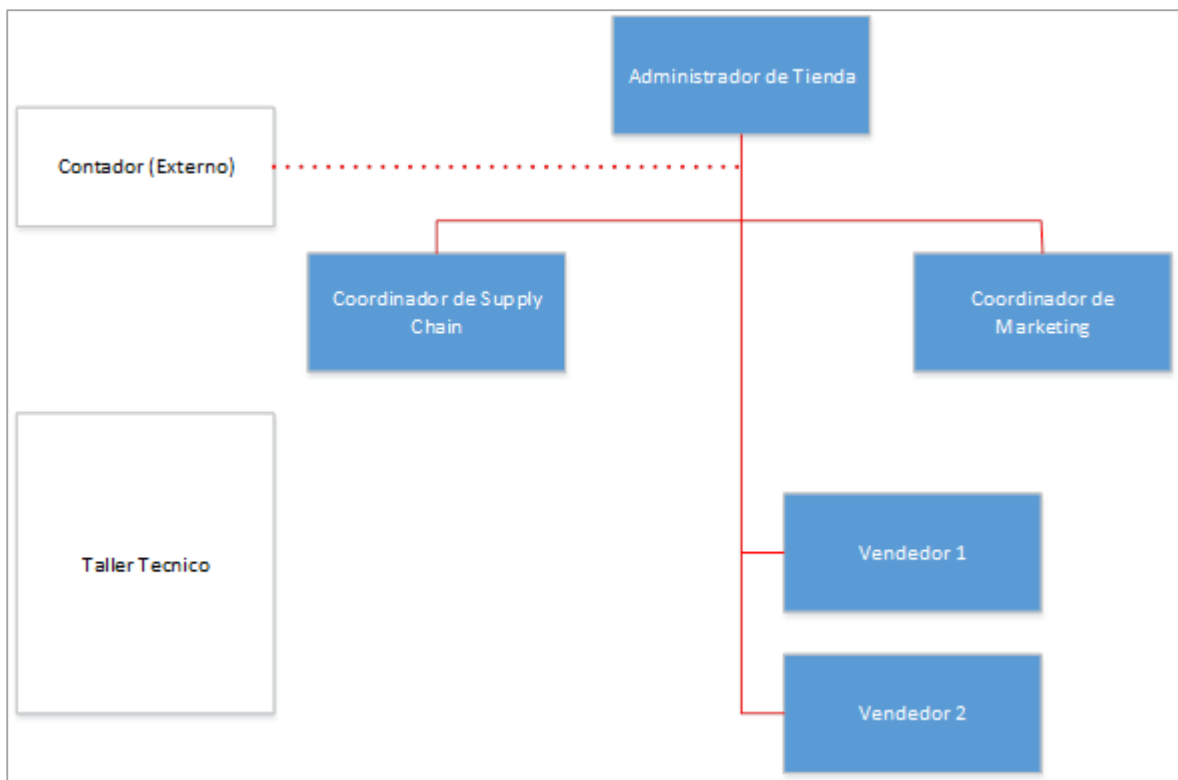 Administrador de Tienda
Contador (Externo)
Coordinador de Supply
Chain
Coordinador de
Marketing
Taller Tecnico
Vendedor 1
Vendedor 2